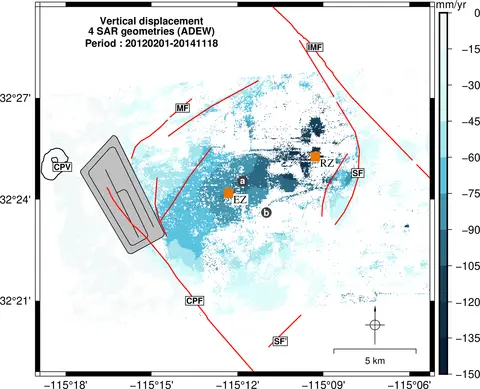 mm/yr
Vertical displacement
4 SAR geometries (ADEW)
Period : 20120201-20141118
IMF
MF
CPV
RZ
SF
a
EZ
b
CPF
SF'
5 km
32°27'
32°24'
32°21'
−115°18' −115°15' −115°12' −115°09' −115°06'
0
−15
−30
−45
−60
−75
−90
−105
−120
−135
−150